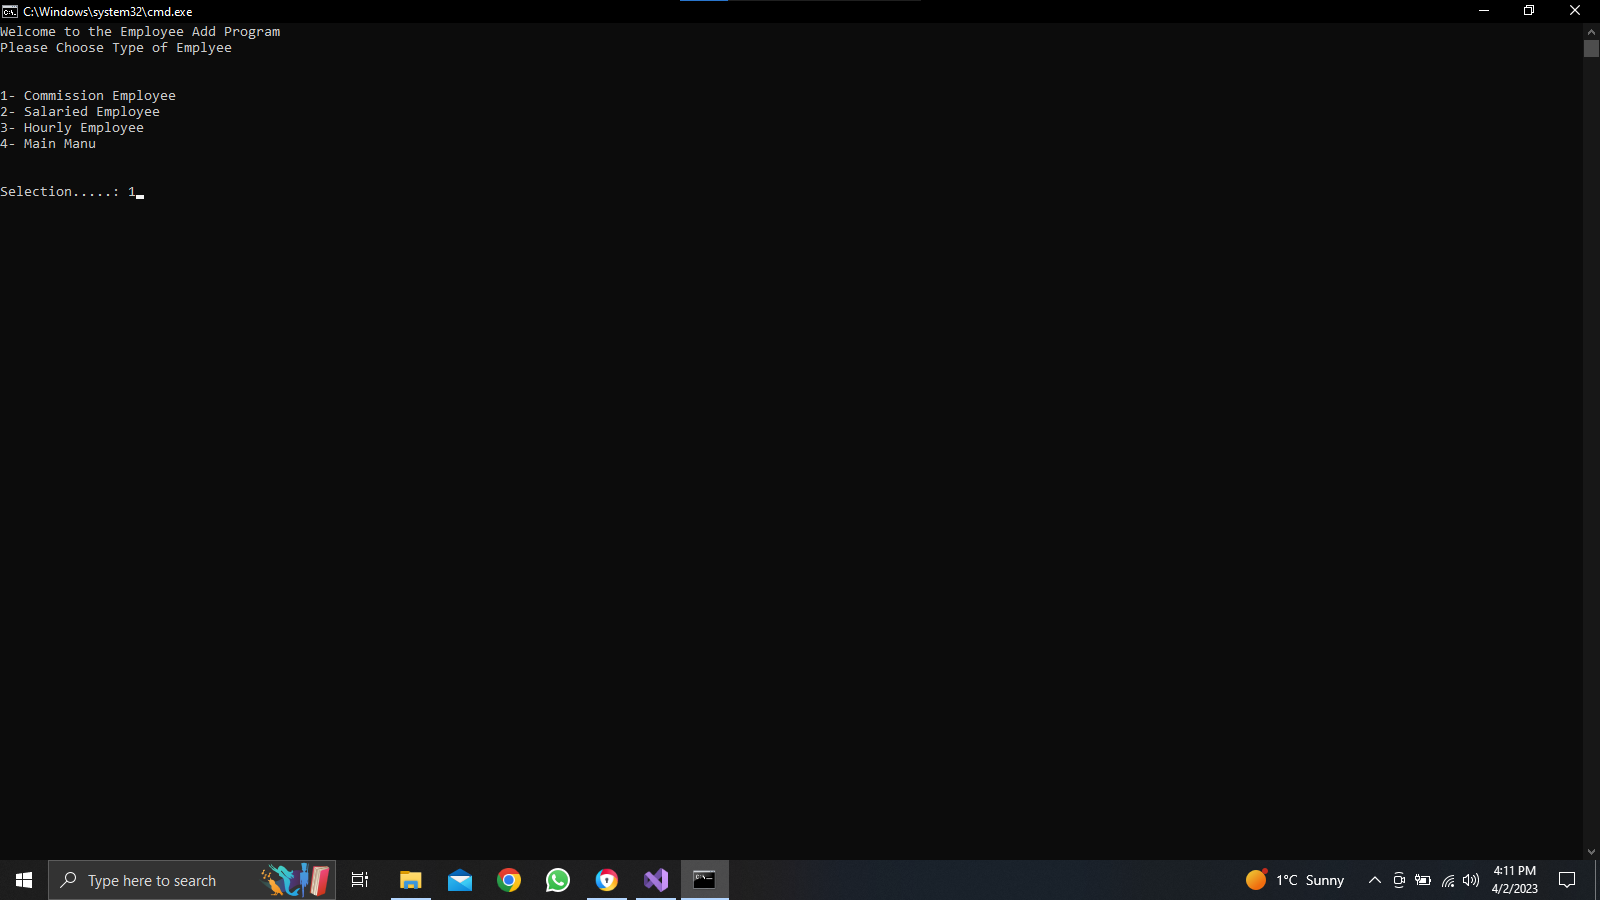 C:\Windows\system32\cmd.exe
Welcome to the Employee Add Program
Please Choose Type of Emplyee
1- Commission Employee
2- Salaried Employee
3- Hourly Employee
4- Main Manu
Selection.....: 1
Type here to search
1°C Sunny
4:11 PM
4/2/2023